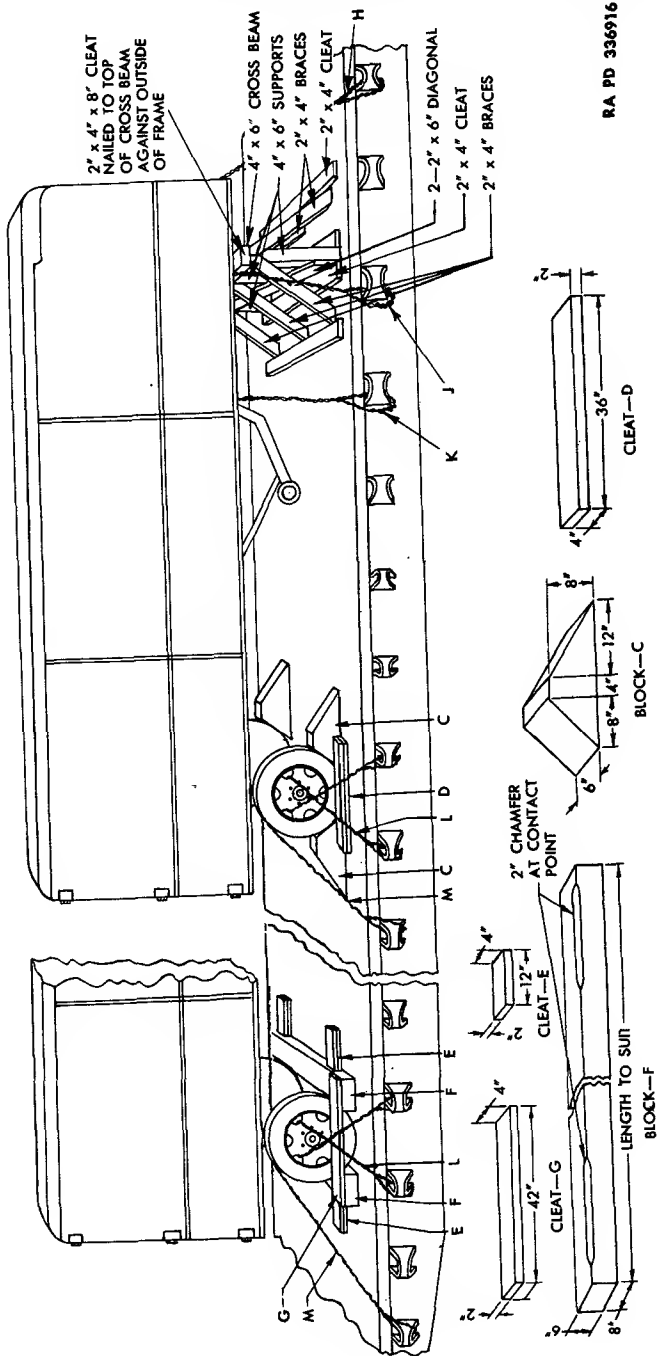 2" x 4" x 8" CLEAT
NAILED TO TOP
OF CROSS BEAM
AGAINST OUTSIDE
OF FRAME
4" x 6" CROSS BEAM
4" x 6" SUPPORTS
2" x 4" BRACES
2" x 4" CLEAT
H
2—2" x 6" DIAGONAL
2" x 4" CLEAT
2" x 4" BRACES
J
K
C
D
L
C
M
E
F
L
F
E
G
M
2"
42"
4"
CLEAT—G
2"
12"
4"
CLEAT—E
6"
8"
LENGTH TO SUIT
BLOCK—F
2" CHAMFER
AT CONTACT
POINT
6"
8"
4"
12"
8"
BLOCK—C
4"
36"
2"
CLEAT—D
RA PD 336916